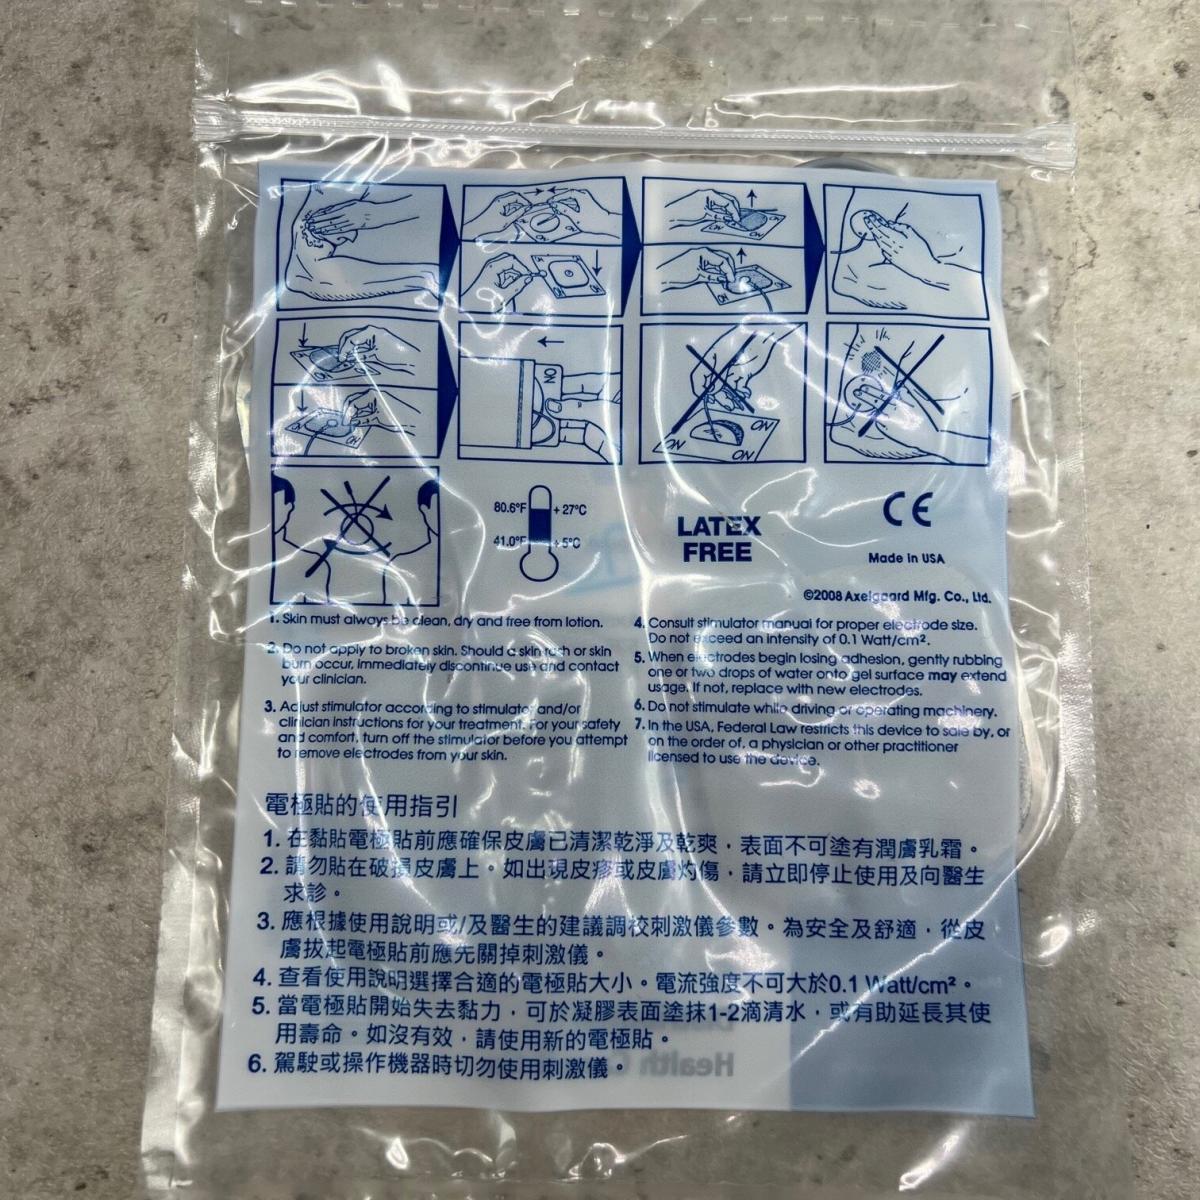 ON
ON
ON
ON
ON
ON
ON
ON
ON
ON
80.6°F +27°C
41.0°F +5°C
LATEX
FREE
CE
Made in USA
©2008 Axelgaard Mfg. Co., Ltd.
1. Skin must always be clean, dry and free from lotion.
2. Do not apply to broken skin. Should a skin rash or skin
burn occur, immediately discontinue use and contact
your clinician.
3. Adjust stimulator according to stimulator and/or
clinician instructions for your treatment. For your safety
and comfort, turn off the stimulator before you attempt
to remove electrodes from your skin.
4. Consult stimulator manual for proper electrode size.
Do not exceed an intensity of 0.1 Watt/cm².
5. When electrodes begin losing adhesion, gently rubbing
one or two drops of water onto gel surface may extend
usage. If not, replace with new electrodes.
6. Do not stimulate while driving or operating machinery.
7. In the USA, Federal Law restricts this device to sale by, or
on the order of, a physician or other practitioner
licensed to use the device.
電極貼的使用指引
1. 在黏貼電極貼前應確保皮膚已清潔乾淨及乾爽，表面不可塗有潤膚乳霜。
2. 請勿貼在破損皮膚上。如出現皮疹或皮膚灼傷，請立即停止使用及向醫生
求診。
3. 應根據使用說明或/及醫生的建議調校刺激儀參數。為安全及舒適，從皮
膚拔起電極貼前應先關掉刺激儀。
4. 查看使用說明選擇合適的電極貼大小。電流強度不可大於0.1 Watt/cm²。
5. 當電極貼開始失去黏力，可於凝膠表面塗抹1-2滴清水，或有助延長其使
用壽命。如沒有效，請使用新的電極貼。
6. 駕駛或操作機器時切勿使用刺激儀。
Health